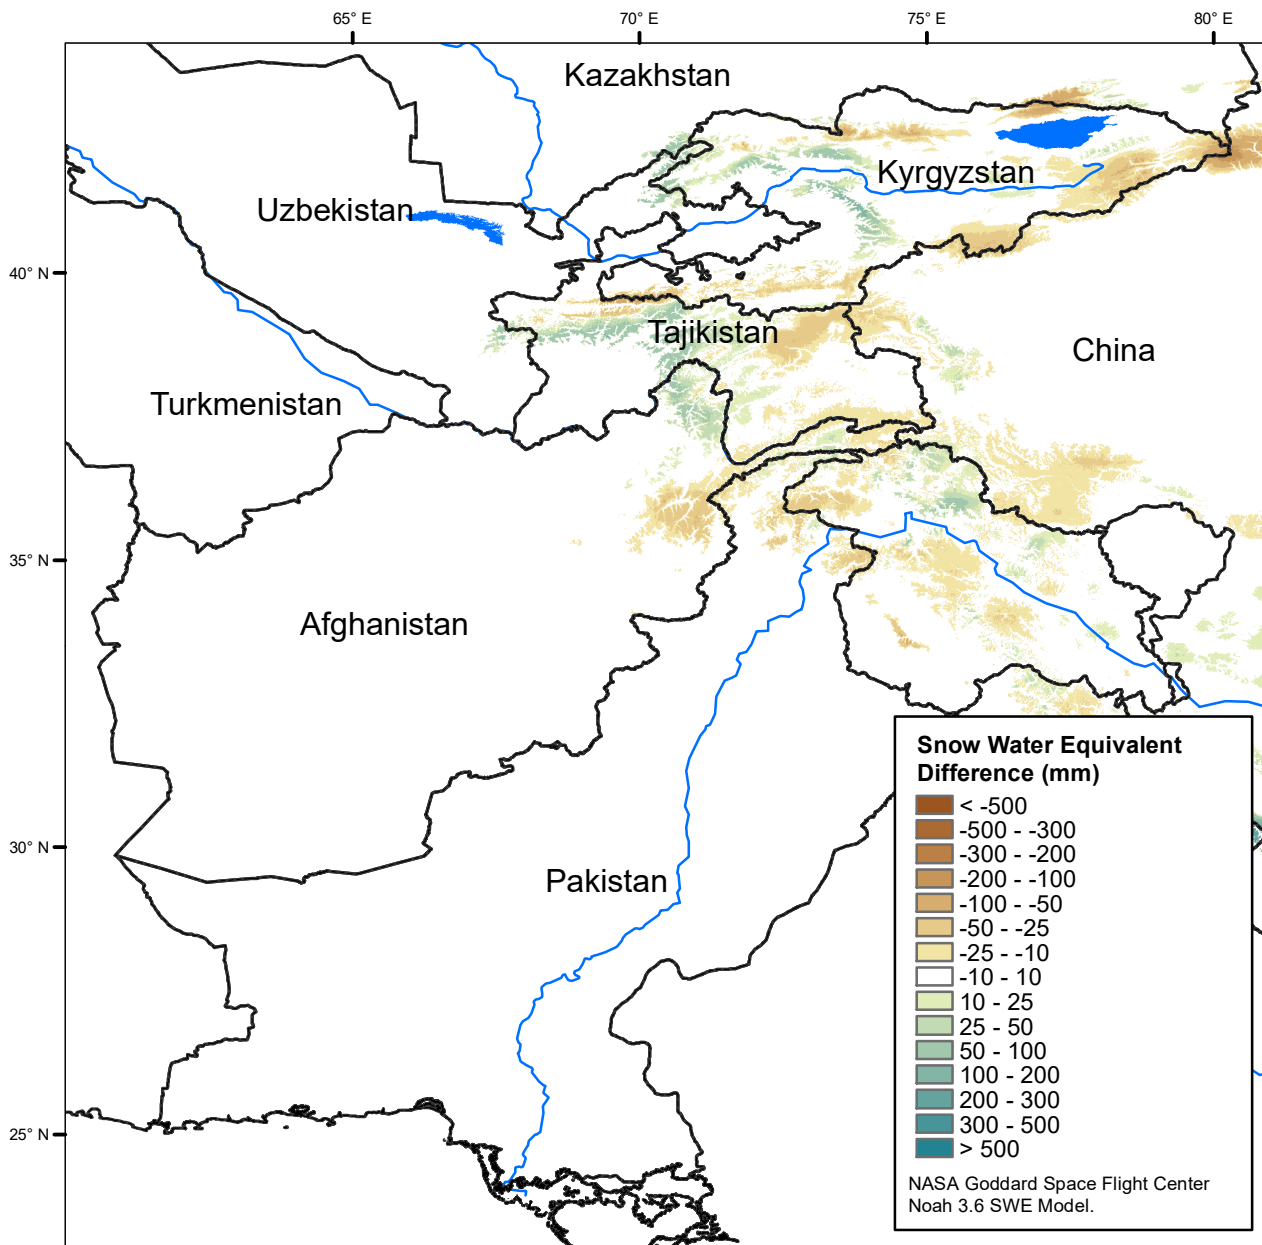 65° E
70° E
75° E
80° E
Kazakhstan
Kyrgyzstan
Uzbekistan
40° N
Tajikistan
China
Turkmenistan
35° N
Afghanistan
Snow Water Equivalent
Difference (mm)
< -500
-500 - -300
-300 - -200
-200 - -100
-100 - -50
-50 - -25
-25 - -10
-10 - 10
10 - 25
25 - 50
50 - 100
100 - 200
200 - 300
300 - 500
> 500
NASA Goddard Space Flight Center
Noah 3.6 SWE Model.
30° N
Pakistan
25° N